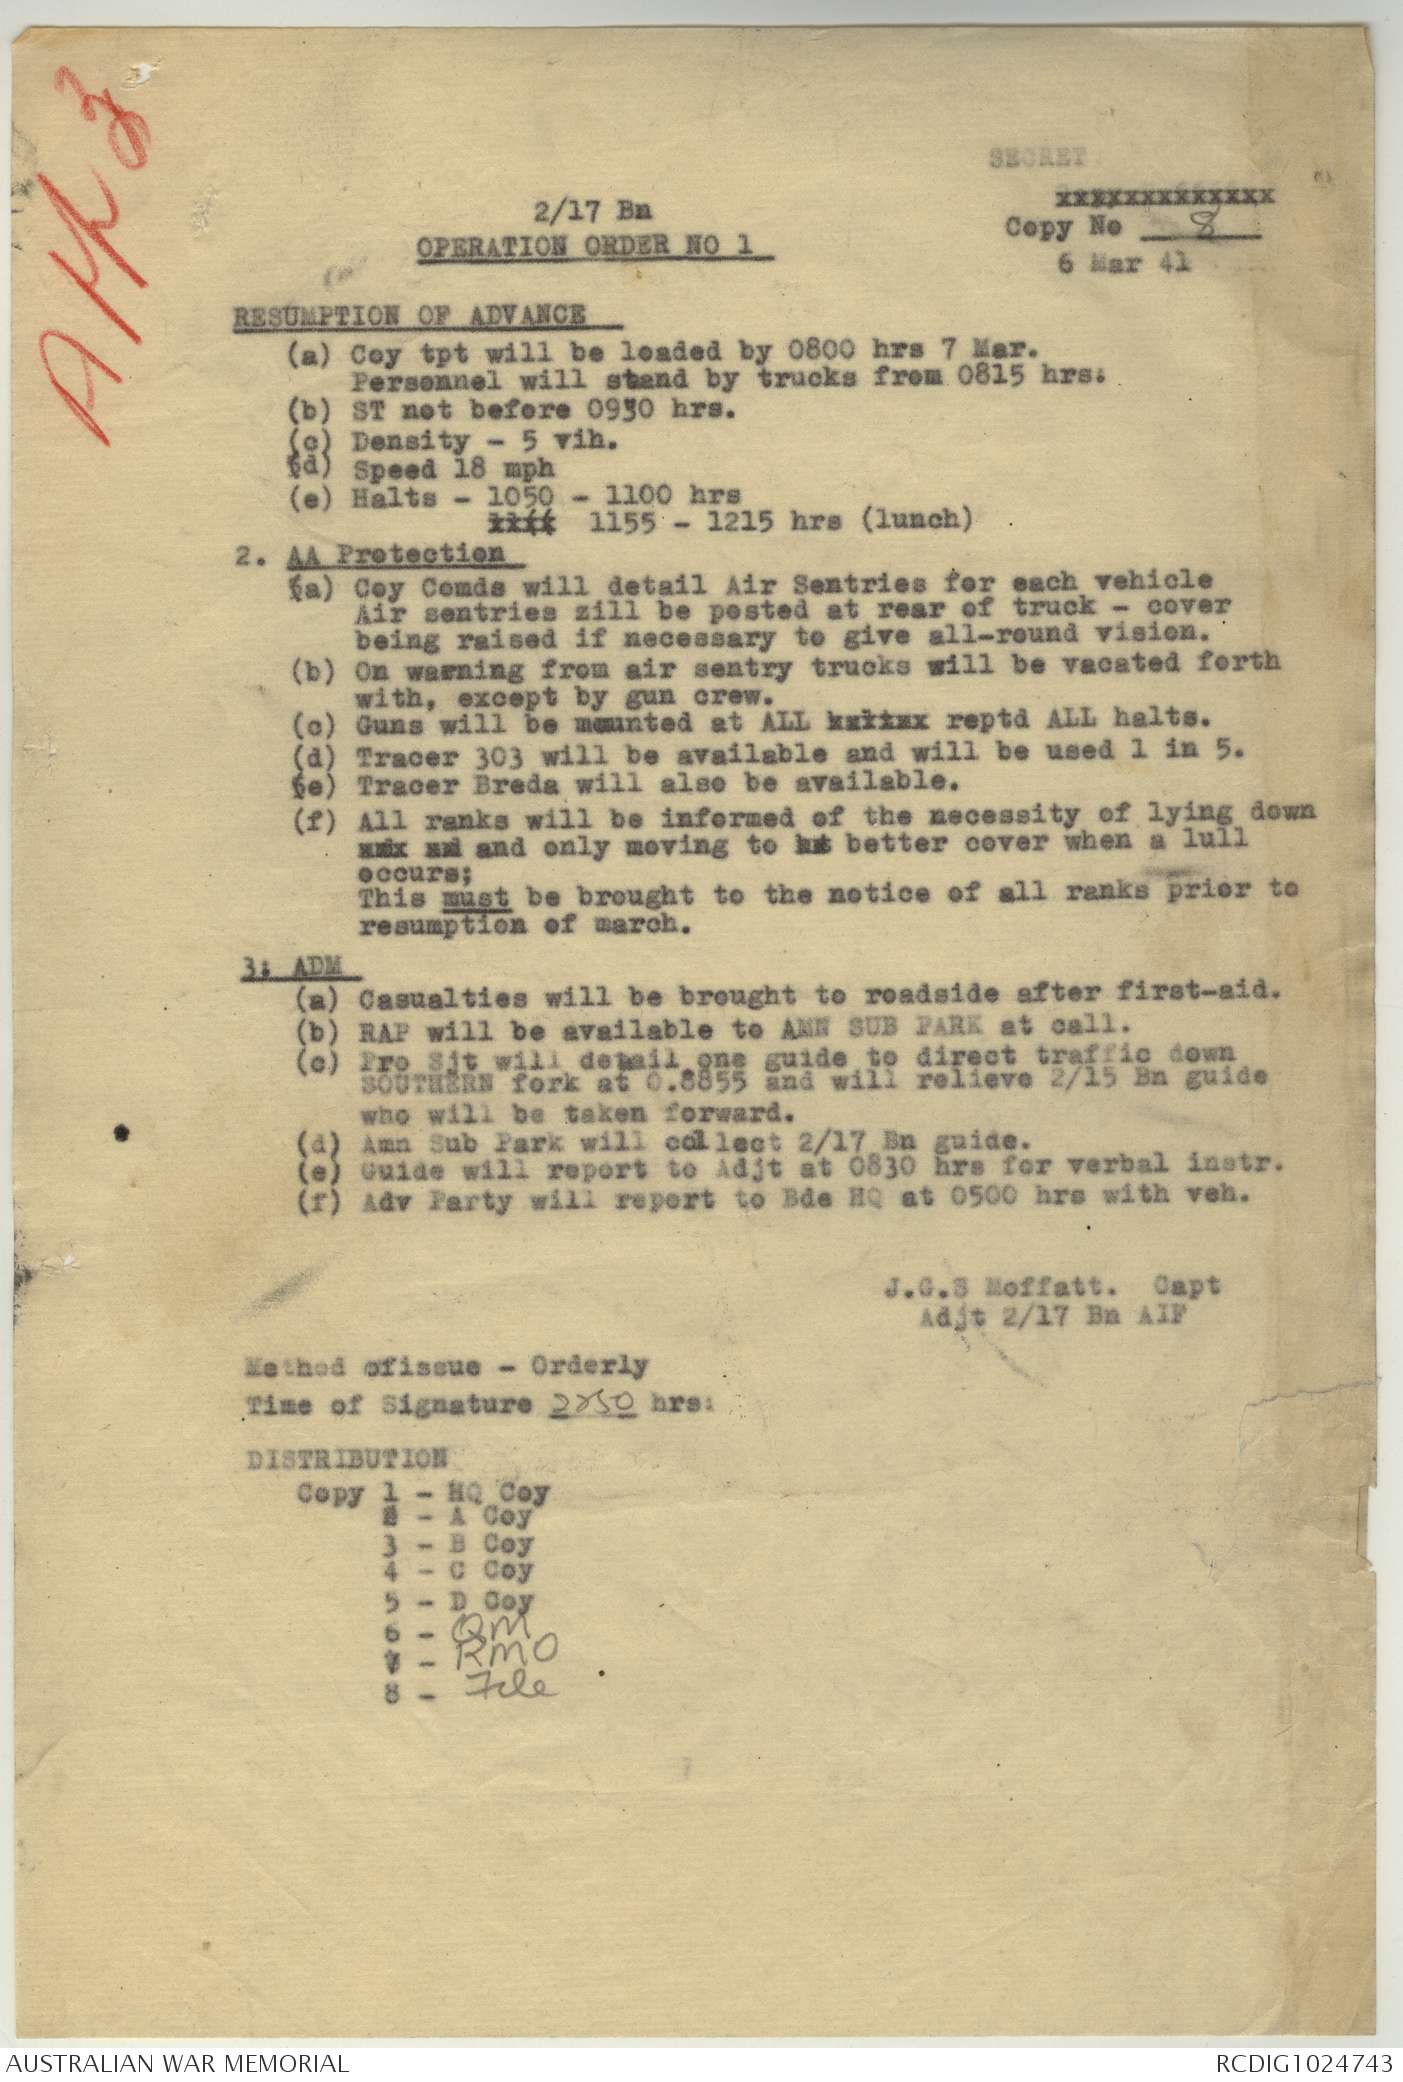 SECRET
xxxxxxxxxxxxx
2/17 Bn
Copy No 8
OPERATION ORDER NO 1
6 Mar 41
RESUMPTION OF ADVANCE
(a) Coy tpt will be loaded by 0800 hrs 7 Mar.
Personnel will stand by trucks from 0815 hrs:
(b) ST not before 0930 hrs.
(c) Density - 5 vih.
(d) Speed 18 mph
(e) Halts - 1050 - 1100 hrs
1155 - 1215 hrs (lunch)
2. AA Protection
(a) Coy Comds will detail Air Sentries for each vehicle
Air sentries zill be posted at rear of truck - cover
being raised if necessary to give all-round vision.
(b) On warning from air sentry trucks will be vacated forth
with, except by gun crew.
(c) Guns will be mounted at ALL reptd ALL halts.
(d) Tracer 303 will be available and will be used 1 in 5.
(e) Tracer Breda will also be available.
(f) All ranks will be informed of the necessity of lying down
and only moving to better cover when a lull
occurs;
This must be brought to the notice of all ranks prior to
resumption of march.
3: ADM
(a) Casualties will be brought to roadside after first-aid.
(b) RAP will be available to AMN SUB PARK at call.
(c) Pro Sjt will detail one guide to direct traffic down
SOUTHERN fork at 0.8855 and will relieve 2/15 Bn guide
who will be taken forward.
(d) Amn Sub Park will collect 2/17 Bn guide.
(e) Guide will report to Adjt at 0830 hrs for verbal instr.
(f) Adv Party will report to Bde HQ at 0500 hrs with veh.
J.G.S Moffatt. Capt
Adjt 2/17 Bn AIF
Method ofissue - Orderly
Time of Signature 2250 hrs:
DISTRIBUTION
Copy 1 - HQ Coy
2 - A Coy
3 - B Coy
4 - C Coy
5 - D Coy
6 - QM
7 - RMO
8 - File
AUSTRALIAN WAR MEMORIAL
RCDIG1024743